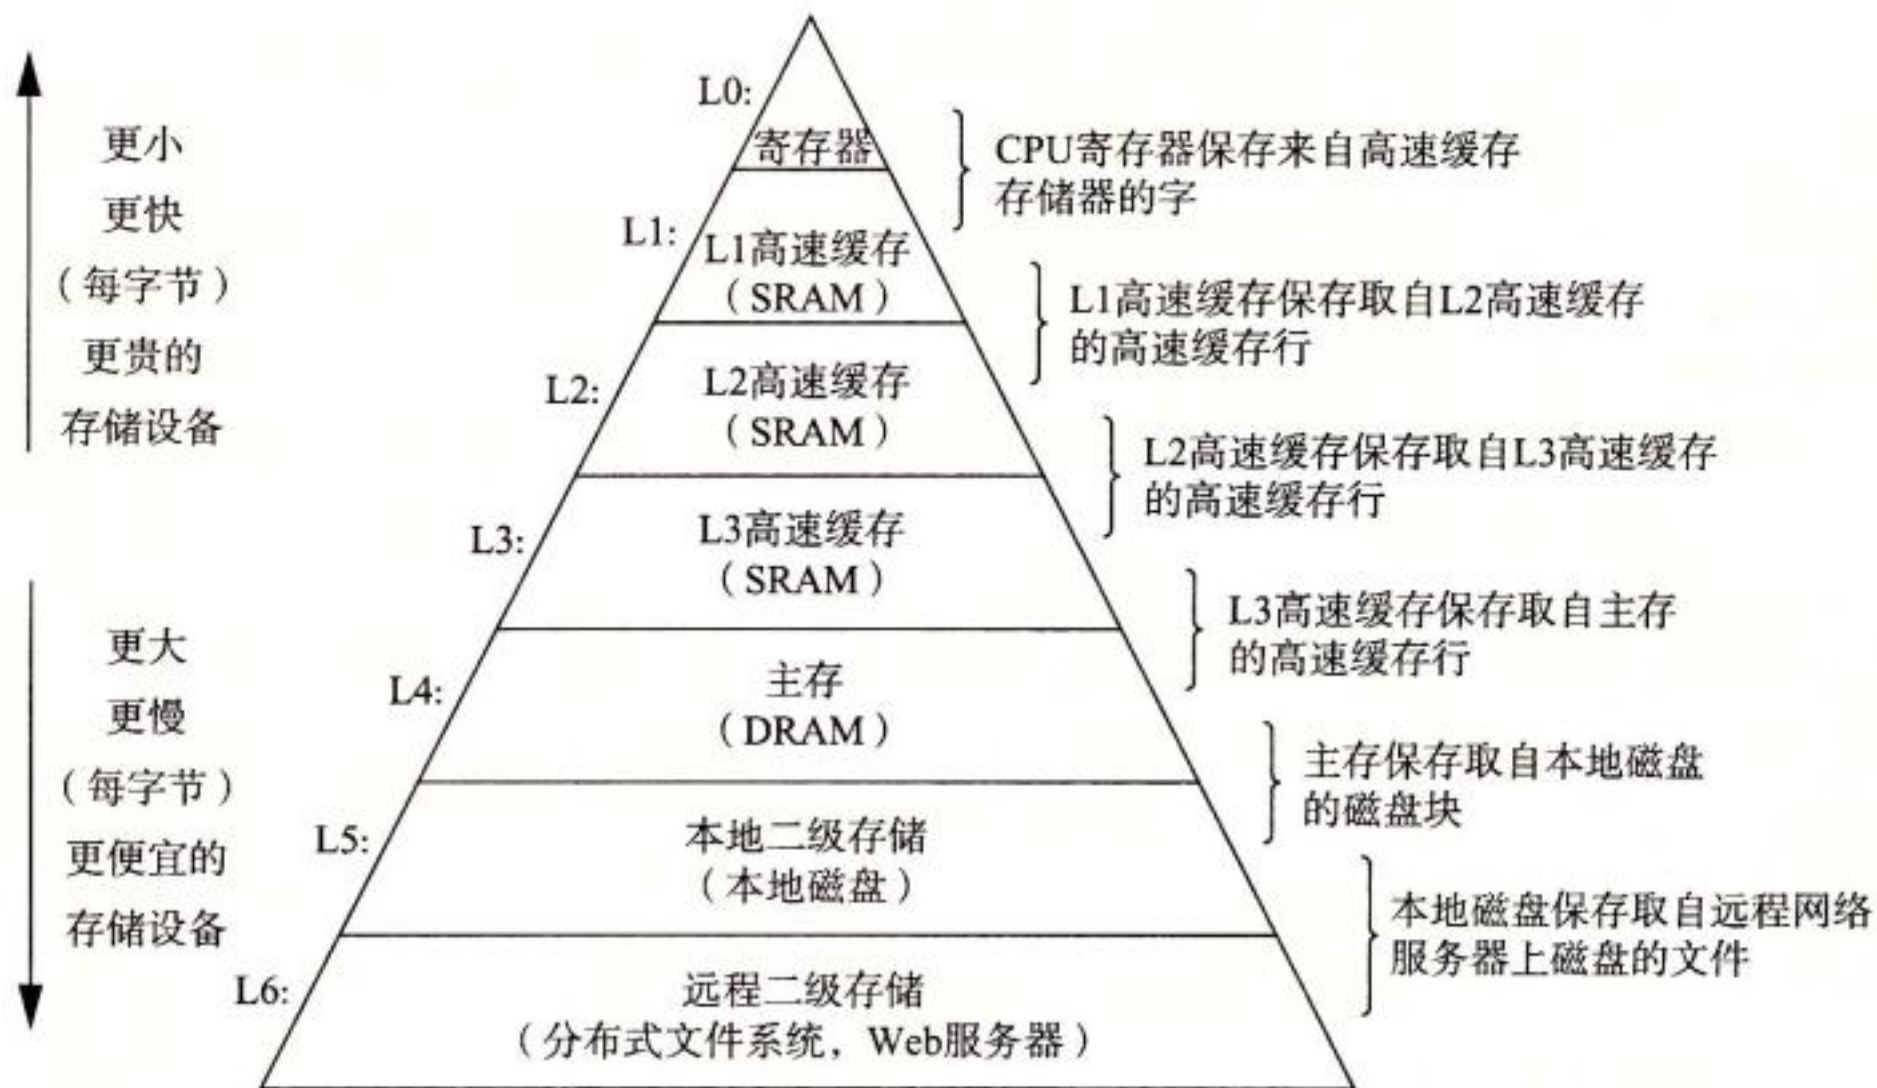 更小
更快
（每字节）
更贵的
存储设备
更大
更慢
（每字节）
更便宜的
存储设备
L0:
寄存器
L1:
L1高速缓存
（SRAM）
L2:
L2高速缓存
（SRAM）
L3:
L3高速缓存
（SRAM）
L4:
主存
（DRAM）
L5:
本地二级存储
（本地磁盘）
L6:
远程二级存储
（分布式文件系统，Web服务器）
CPU寄存器保存来自高速缓存
存储器的字
L1高速缓存保存取自L2高速缓存
的高速缓存行
L2高速缓存保存取自L3高速缓存
的高速缓存行
L3高速缓存保存取自主存
的高速缓存行
主存保存取自本地磁盘
的磁盘块
本地磁盘保存取自远程网络
服务器上磁盘的文件